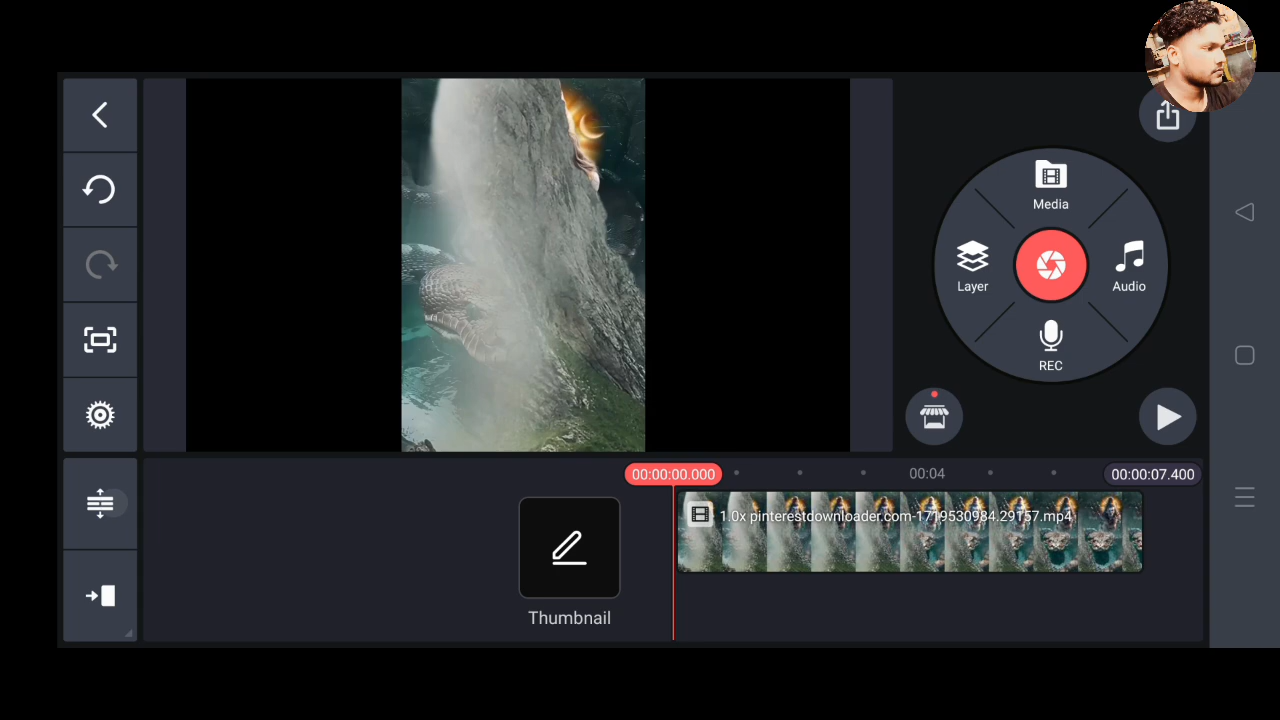 Media
Layer
Audio
REC
00:00:00.000
00:04
00:00:07.400
1.0x pinterestdownloader.com-1719530984.29157.mp4
Thumbnail